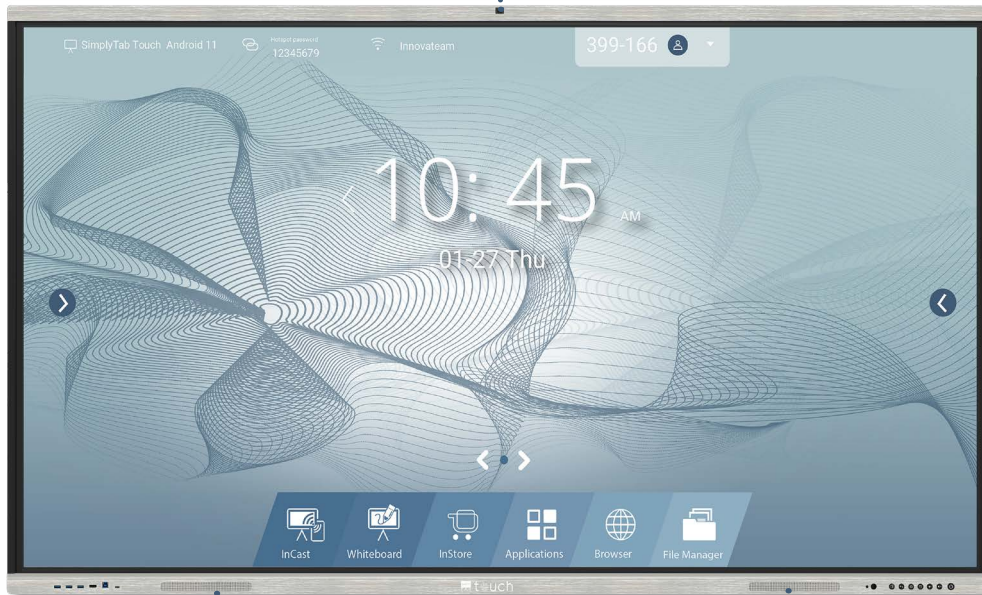 SimplyTab Touch Android 11
Hotspot password
12345679
Innovateam
399-166
10: 45 AM
01-27 Thu
InCast
Whiteboard
InStore
Applications
Browser
File Manager
touch